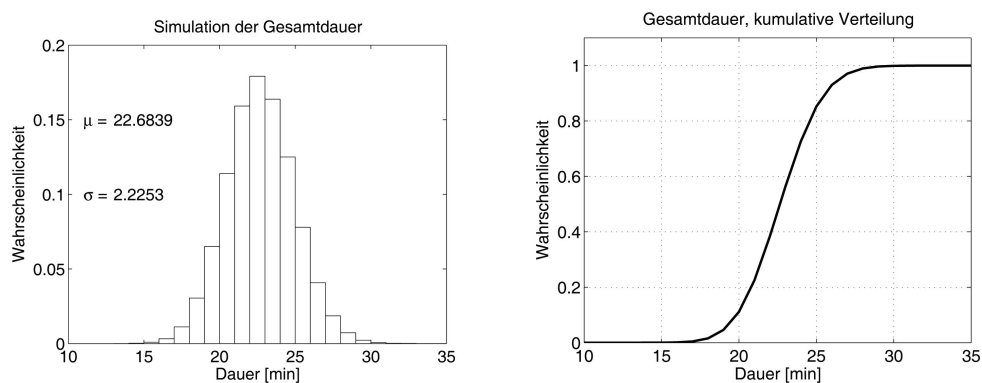 Simulation der Gesamtdauer
0.2
0.15
0.1
0.05
0
μ = 22.6839
σ = 2.2253
Wahrscheinlichkeit
10 15 20 25 30 35
Dauer [min]
Gesamtdauer, kumulative Verteilung
1
0.8
0.6
0.4
0.2
0
Wahrscheinlichkeit
10 15 20 25 30 35
Dauer [min]